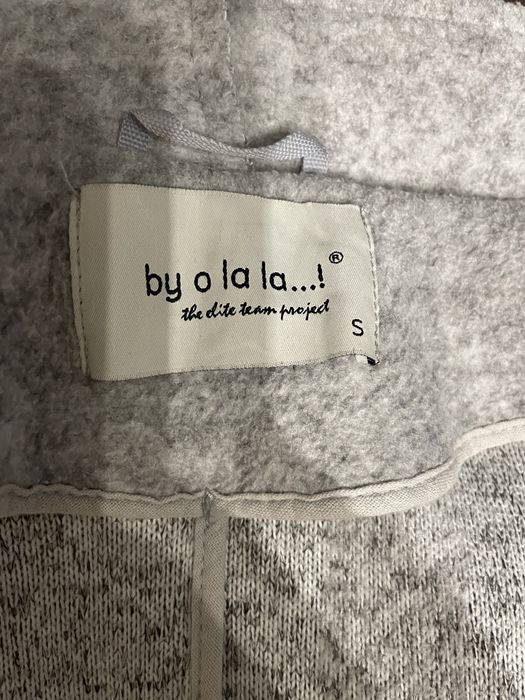 by o la la...!®
the elite team project
S